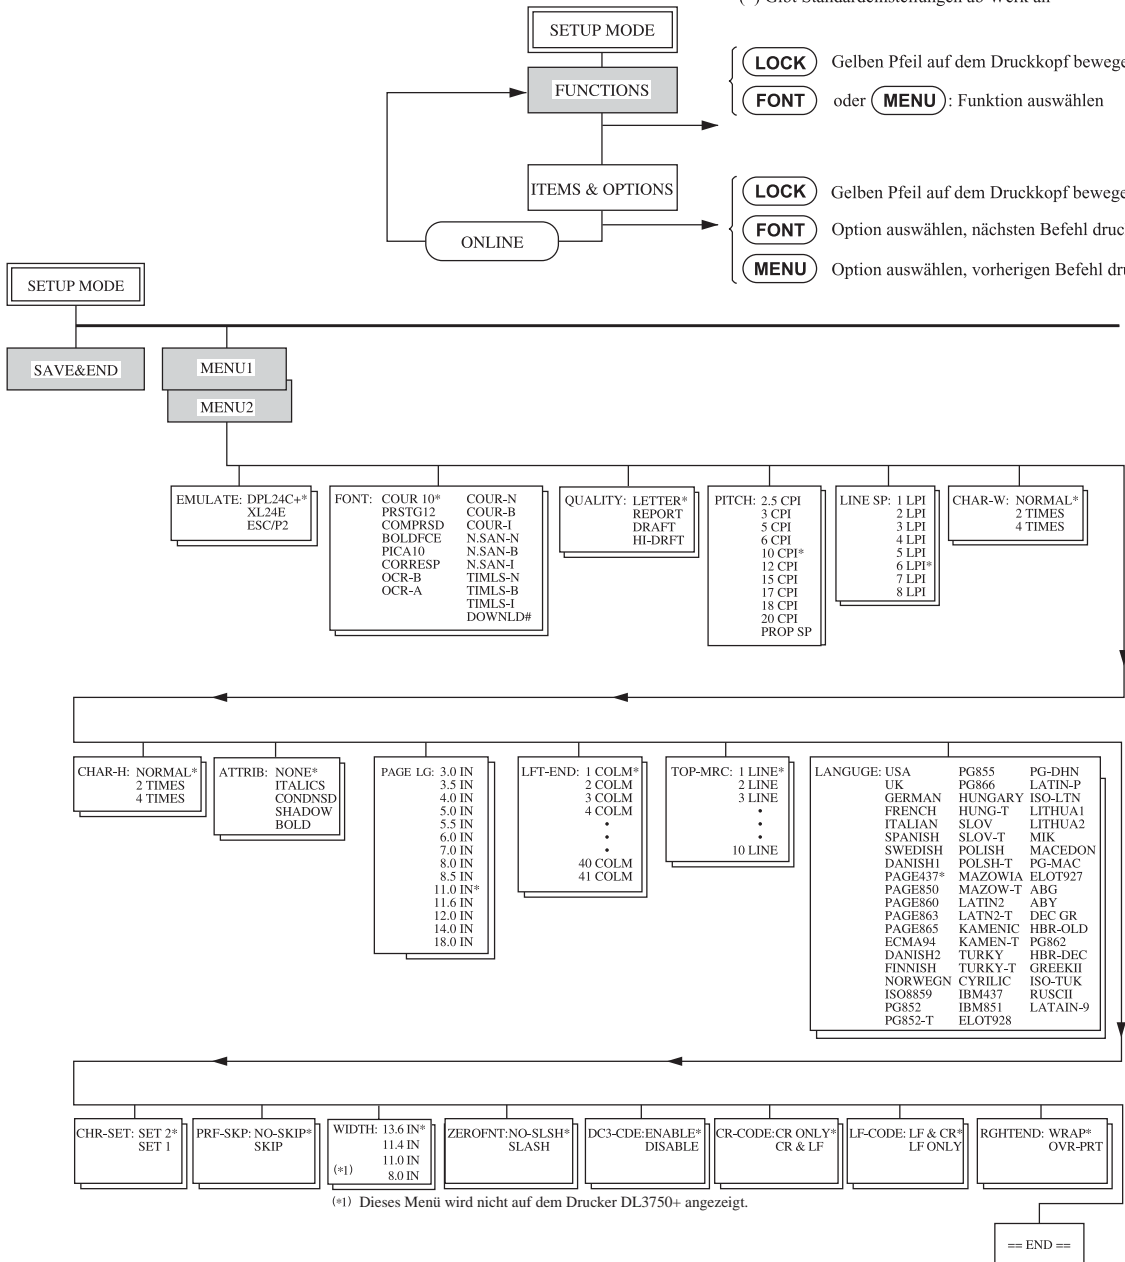 SETUP MODE
FUNCTIONS
LOCK Gelben Pfeil auf dem Druckkopf
FONT oder MENU : Funktion auswählen
ITEMS & OPTIONS
ONLINE
LOCK Gelben Pfeil auf dem Druckkopf
FONT Option auswählen, nächsten Befehl
MENU Option auswählen, vorherigen Befehl
SETUP MODE
SAVE&END
MENU1
MENU2
EMULATE: DPL24C+*
XL24E
ESC/P2
FONT: COUR 10* COUR-N
PRSTG12 COUR-B
COMPRSD COUR-I
BOLDFCE N.SAN-N
PICA10 N.SAN-B
CORRESP N.SAN-I
OCR-B TIMLS-N
OCR-A TIMLS-B
TIMLS-I
DOWNLD#
QUALITY: LETTER*
REPORT
DRAFT
HI-DRFT
PITCH: 2.5 CPI
3 CPI
5 CPI
6 CPI
10 CPI*
12 CPI
15 CPI
17 CPI
18 CPI
20 CPI
PROP SP
LINE SP: 1 LPI
2 LPI
3 LPI
4 LPI
5 LPI
6 LPI*
7 LPI
8 LPI
CHAR-W: NORMAL*
2 TIMES
4 TIMES
CHAR-H: NORMAL*
2 TIMES
4 TIMES
ATTRIB: NONE*
ITALICS
CONDNSD
SHADOW
BOLD
PAGE LG: 3.0 IN
3.5 IN
4.0 IN
5.0 IN
5.5 IN
6.0 IN
7.0 IN
8.0 IN
8.5 IN
11.0 IN*
11.6 IN
12.0 IN
14.0 IN
18.0 IN
LFT-END: 1 COLM*
2 COLM
3 COLM
4 COLM
•
•
•
40 COLM
41 COLM
TOP-MRC: 1 LINE*
2 LINE
3 LINE
•
•
•
10 LINE
LANGUGE: USA PG855 PG-DHN
UK PG866 LATIN-P
GERMAN HUNGARY ISO-LTN
FRENCH HUNG-T LITHUA1
ITALIAN SLOV LITHUA2
SPANISH SLOV-T MIK
SWEDISH POLISH MACEDON
DANISH1 POLSH-T PG-MAC
PAGE437* MAZOWIA ELOT927
PAGE850 MAZOW-T ABG
PAGE860 LATIN2 ABY
PAGE863 LATN2-T DEC GR
PAGE865 KAMENIC HBR-OLD
ECMA94 KAMEN-T PG862
DANISH2 TURKY HBR-DEC
FINNISH TURKY-T GREEKII
NORWEGN CYRILIC ISO-TUK
ISO8859 IBM437 RUSCII
PG852 IBM851 LATAIN-9
PG852-T ELOT928
CHR-SET: SET 2*
SET 1
PRF-SKP: NO-SKIP*
SKIP
WIDTH: 13.6 IN*
11.4 IN
11.0 IN
(*1) 8.0 IN
ZEROFNT:NO-SLSH*
SLASH
DC3-CDE:ENABLE*
DISABLE
CR-CODE:CR ONLY*
CR & LF
LF-CODE: LF & CR*
LF ONLY
RGHTEND: WRAP*
OVR-PRT
(*1) Dieses Menü wird nicht auf dem Drucker DL3750+ angezeigt.
== END ==